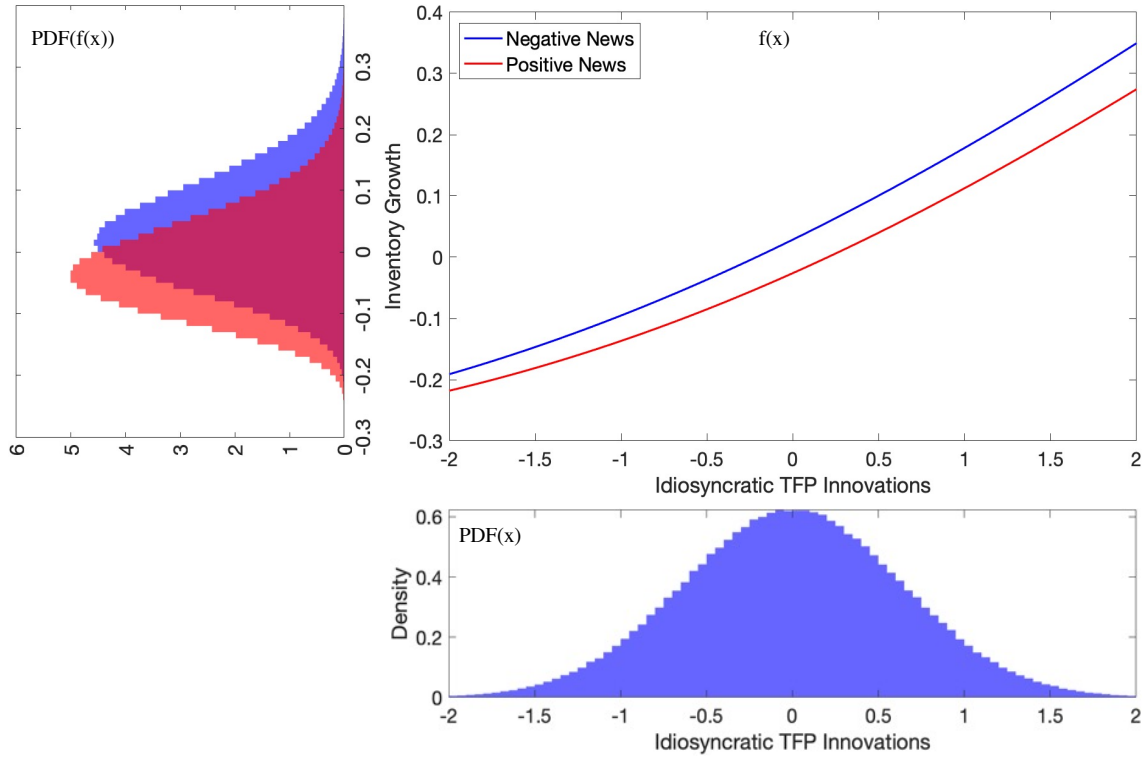 PDF(f(x))
0.3
0.2
0.1
0
-0.1
-0.2
-0.3
Inventory Growth
6
5
4
3
2
1
0
f(x)
Negative News
Positive News
0.4
0.3
0.2
0.1
0
-0.1
-0.2
-0.3
-2 -1.5 -1 -0.5 0 0.5 1 1.5 2
Idiosyncratic TFP Innovations
PDF(x)
0.6
0.4
0.2
0
Density
-2 -1.5 -1 -0.5 0 0.5 1 1.5 2
Idiosyncratic TFP Innovations